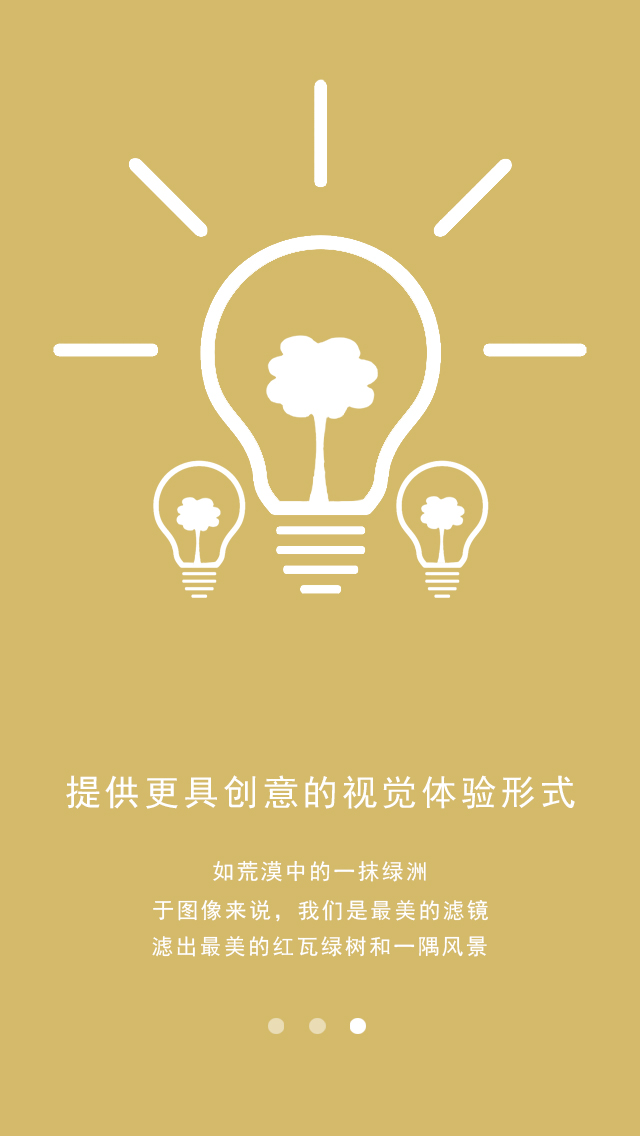 提供更具创意的视觉体验形式
如荒漠中的一抹绿洲
于图像来说，我们是最美的滤镜
滤出最美的红瓦绿树和一隅风景